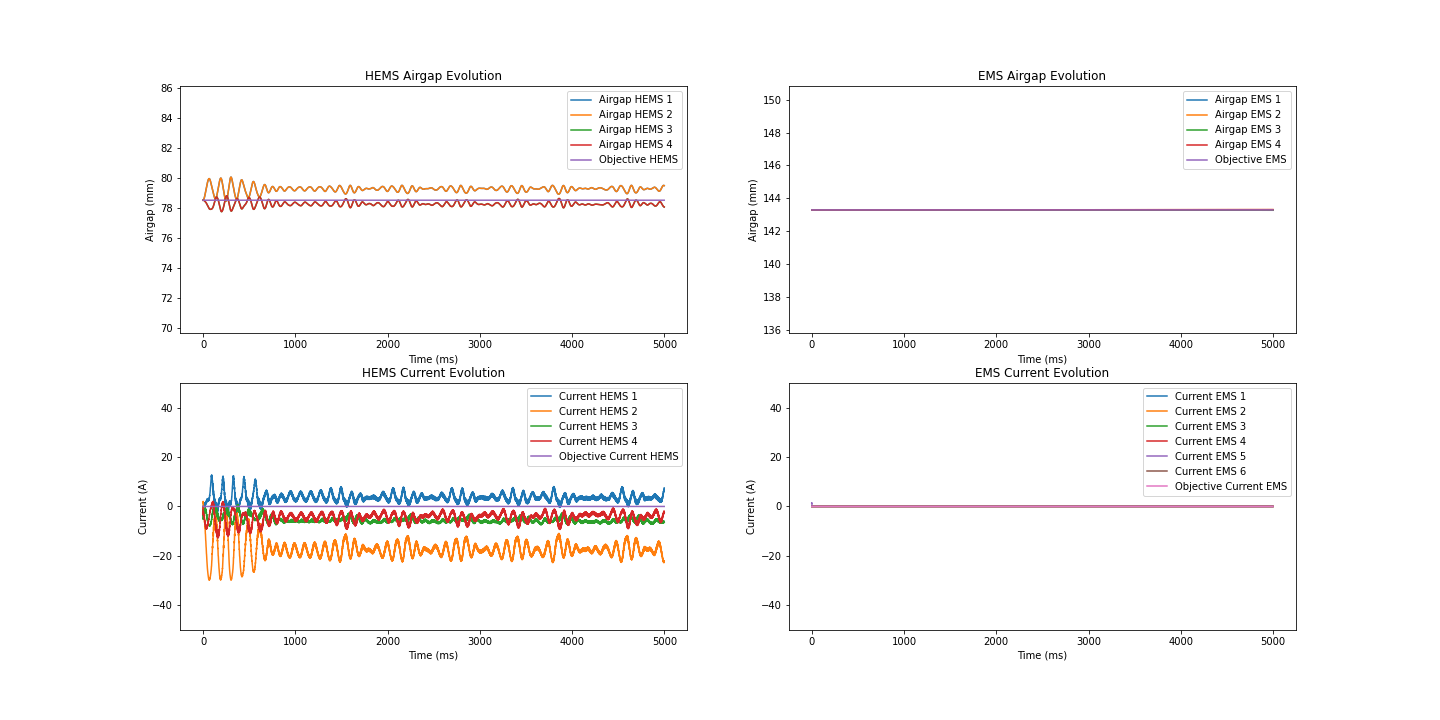 HEMS Airgap Evolution
86
84
82
80
78
76
74
72
70
Airgap (mm)
0 1000 2000 3000 4000 5000
Time (ms)
Airgap HEMS 1
Airgap HEMS 2
Airgap HEMS 3
Airgap HEMS 4
Objective HEMS
EMS Airgap Evolution
150
148
146
144
142
140
138
136
Airgap (mm)
0 1000 2000 3000 4000 5000
Time (ms)
Airgap EMS 1
Airgap EMS 2
Airgap EMS 3
Airgap EMS 4
Objective EMS
HEMS Current Evolution
40
20
0
−20
−40
Current (A)
0 1000 2000 3000 4000 5000
Time (ms)
Current HEMS 1
Current HEMS 2
Current HEMS 3
Current HEMS 4
Objective Current HEMS
EMS Current Evolution
40
20
0
−20
−40
Current (A)
0 1000 2000 3000 4000 5000
Time (ms)
Current EMS 1
Current EMS 2
Current EMS 3
Current EMS 4
Current EMS 5
Current EMS 6
Objective Current EMS